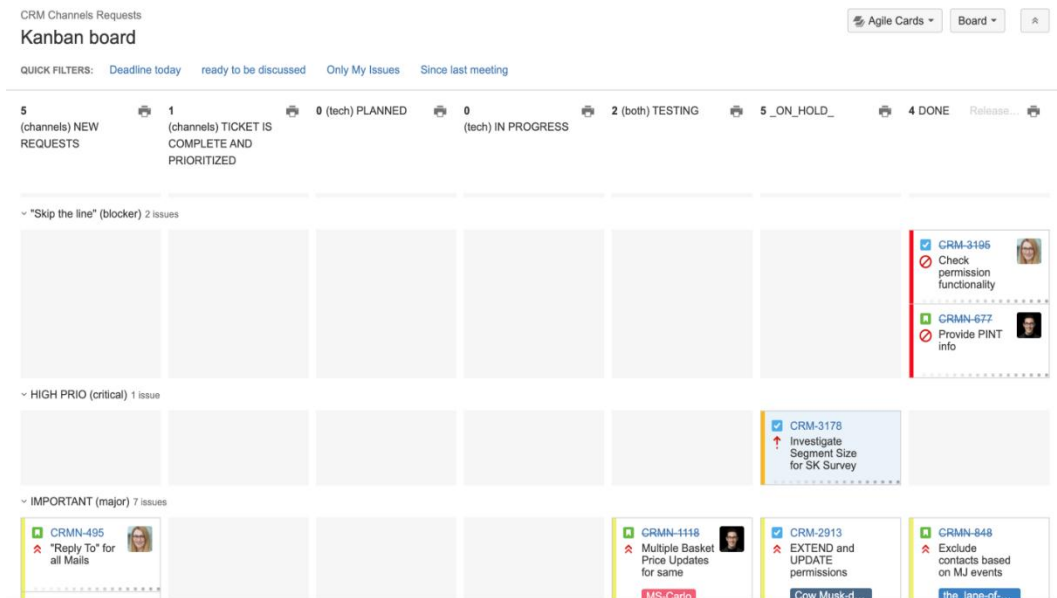 CRM Channels Requests
Kanban board
Agile Cards
Board
QUICK FILTERS: Deadline today ready to be discussed Only My Issues Since last meeting
5
(channels) NEW
REQUESTS
1
(channels) TICKET IS
COMPLETE AND
PRIORITIZED
0 (tech) PLANNED
0
(tech) IN PROGRESS
2 (both) TESTING
5 _ON_HOLD_
4 DONE Release...
"Skip the line" (blocker) 2 issues
CRM-3195
Check
permission
functionality
CRMN-677
Provide PINT
info
HIGH PRIO (critical) 1 issue
CRM-3178
Investigate
Segment Size
for SK Survey
IMPORTANT (major) 7 issues
CRMN-495
"Reply To" for
all Mails
CRMN-1118
Multiple Basket
Price Updates
for same
MS-Carlo
CRM-2913
EXTEND and
UPDATE
permissions
Cow Musk-d...
CRMN-848
Exclude
contacts based
on MJ events
the_lane-of-...